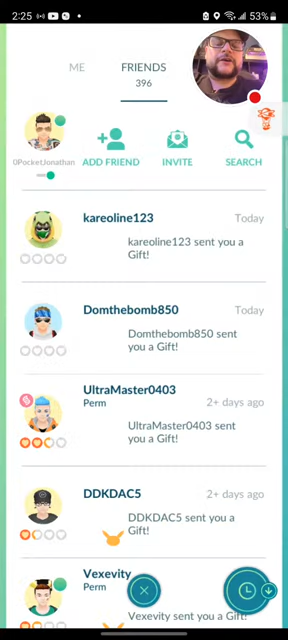 2:25
53%
ME
FRIENDS
396
0PocketJonathan
ADD FRIEND
INVITE
SEARCH
kareoline123
Today
kareoline123 sent you a
Gift!
Domthebomb850
Today
Domthebomb850 sent
you a Gift!
UltraMaster0403
Perm
2+ days ago
UltraMaster0403 sent
you a Gift!
DDKDAC5
2+ days ago
DDKDAC5 sent you a
Gift!
Vexevity
Perm
Vexevity sent you a Gift!